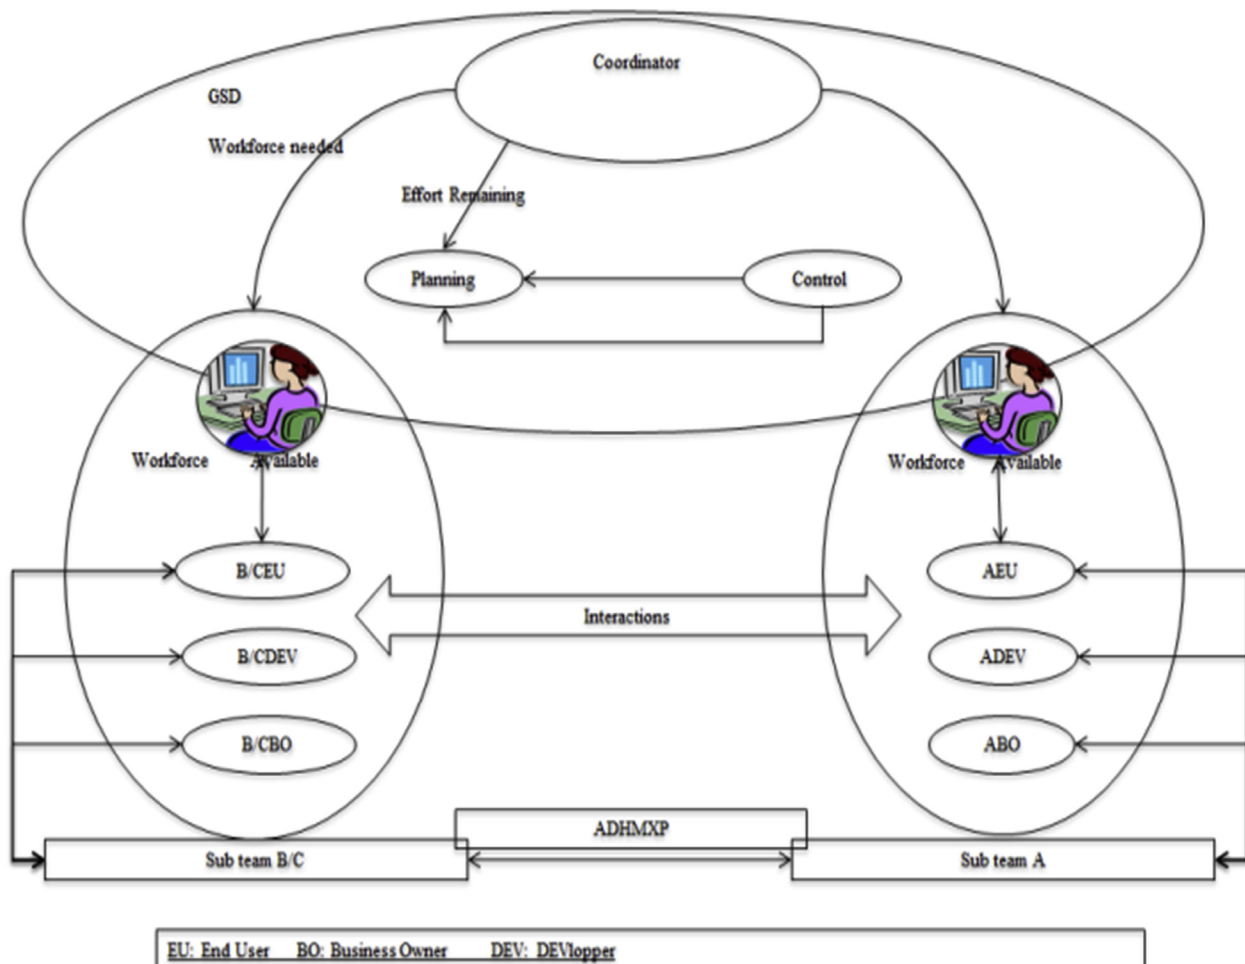 Coordinator
GSD
Workforce needed
Effort Remaining
Planning
Control
Workforce Available
Workforce Available
B/CEU
AEU
Interactions
B/CDEV
ADEV
B/CBO
ABO
ADHMXP
Sub team B/C
Sub team A
EU: End User BO: Business Owner DEV: DEVlopper